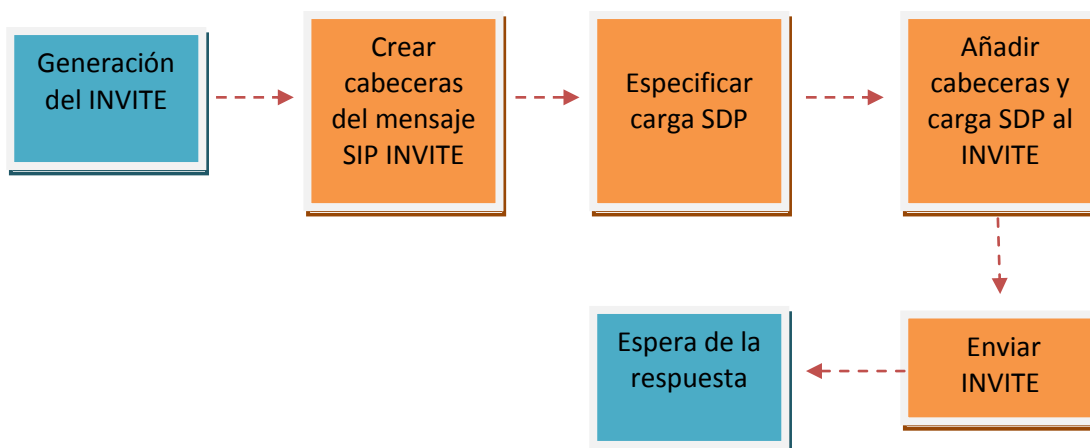 Generación
del INVITE
Crear
cabeceras
del mensaje
SIP INVITE
Especificar
carga SDP
Añadir
cabeceras y
carga SDP al
INVITE
Enviar
INVITE
Espera de la
respuesta